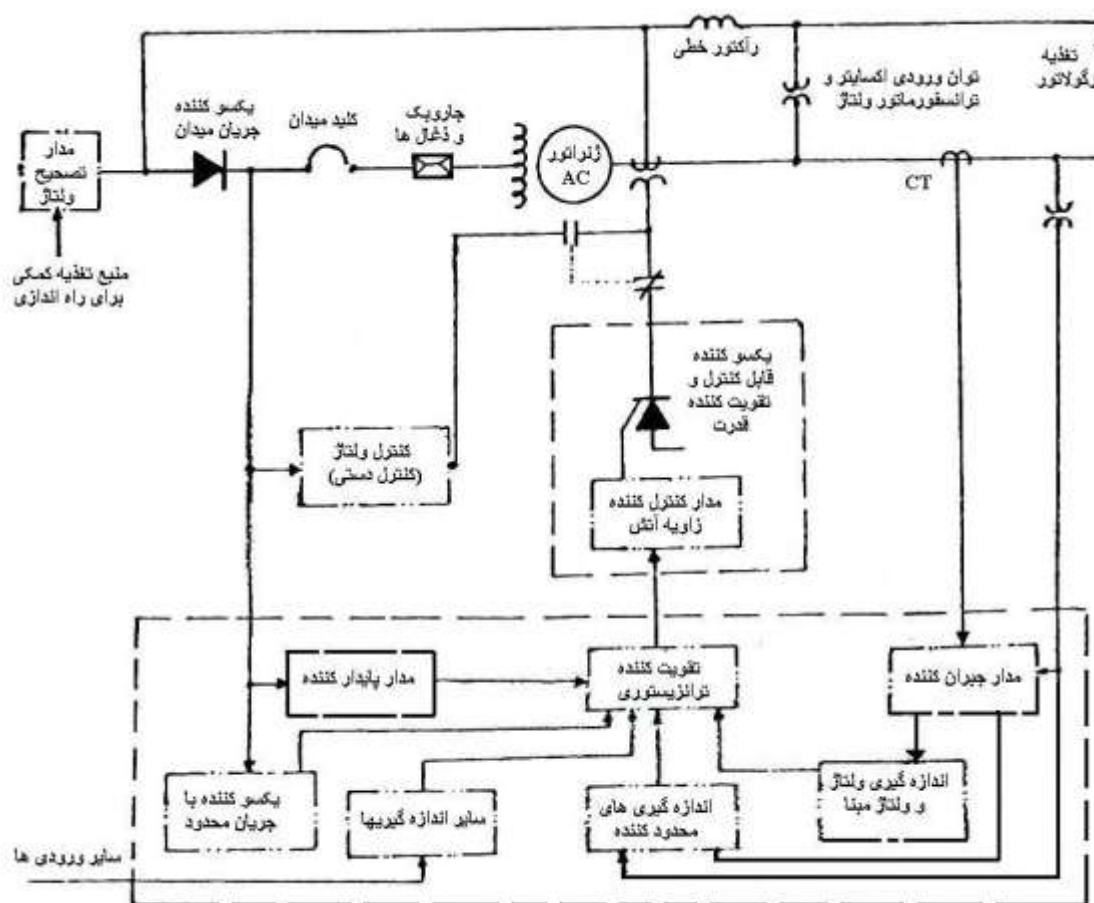 رآکتور خطی
تغذیه
رگولاتور
توان ورودی اکسایتر و
ترانسفورماتور ولتاژ
یکسو کننده
جریان میدان
کلید میدان
جاروبک
و ذغال ها
ژنراتور
AC
CT
مدار
تصحیح
ولتاژ
منبع تغذیه کمکی
برای راه اندازی
یکسو کننده
قابل کنترل و
تقویت کننده
قدرت
کنترل ولتاژ
(کنترل دستی)
مدار کنترل کننده
زاویه آتش
مدار پایدار کننده
تقویت کننده
ترانزیستوری
مدار جبران کننده
یکسو کننده با
جریان محدود
سایر اندازه گیریها
اندازه گیری های
محدود کننده
اندازه گیری ولتاژ
و ولتاژ مبنا
سایر ورودی ها